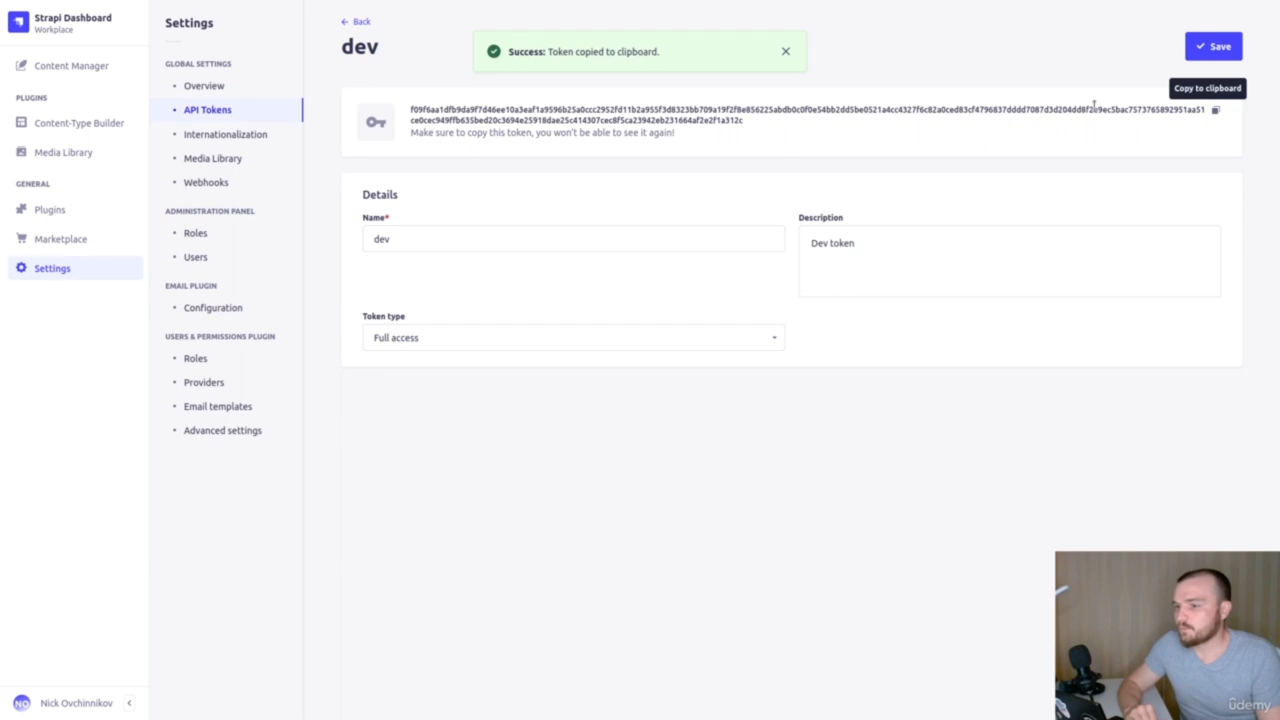 Strapi Dashboard
Workplace
Content Manager
PLUGINS
Content-Type Builder
Media Library
GENERAL
Plugins
Marketplace
Settings
NO Nick Ovchinnikov
Settings
GLOBAL SETTINGS
Overview
API Tokens
Internationalization
Media Library
Webhooks
ADMINISTRATION PANEL
Roles
Users
EMAIL PLUGIN
Configuration
USERS & PERMISSIONS PLUGIN
Roles
Providers
Email templates
Advanced settings
Back
dev
Success: Token copied to clipboard.
Save
Copy to clipboard
Make sure to copy this token, you won't be able to see it again!
Details
Name*
dev
Description
Dev token
Token type
Full access
ûdemy